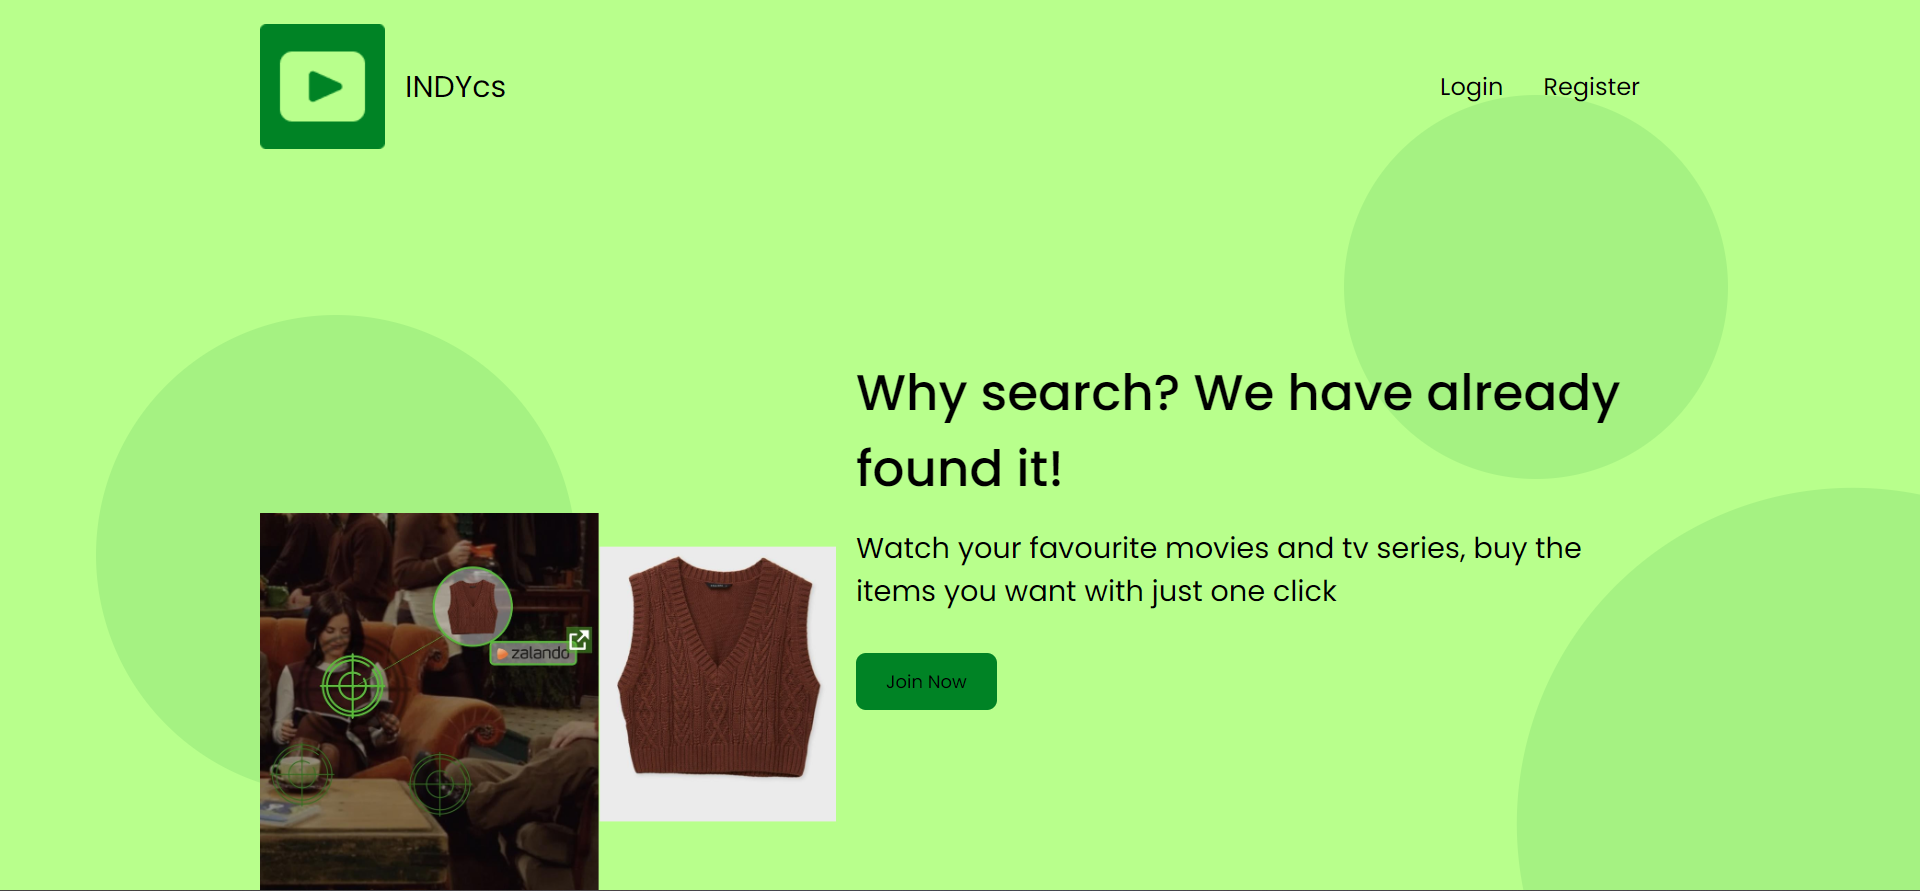 INDYcs
Login
Register
Why search? We have already
found it!
Watch your favourite movies and tv series, buy the
items you want with just one click
zalando
Join Now